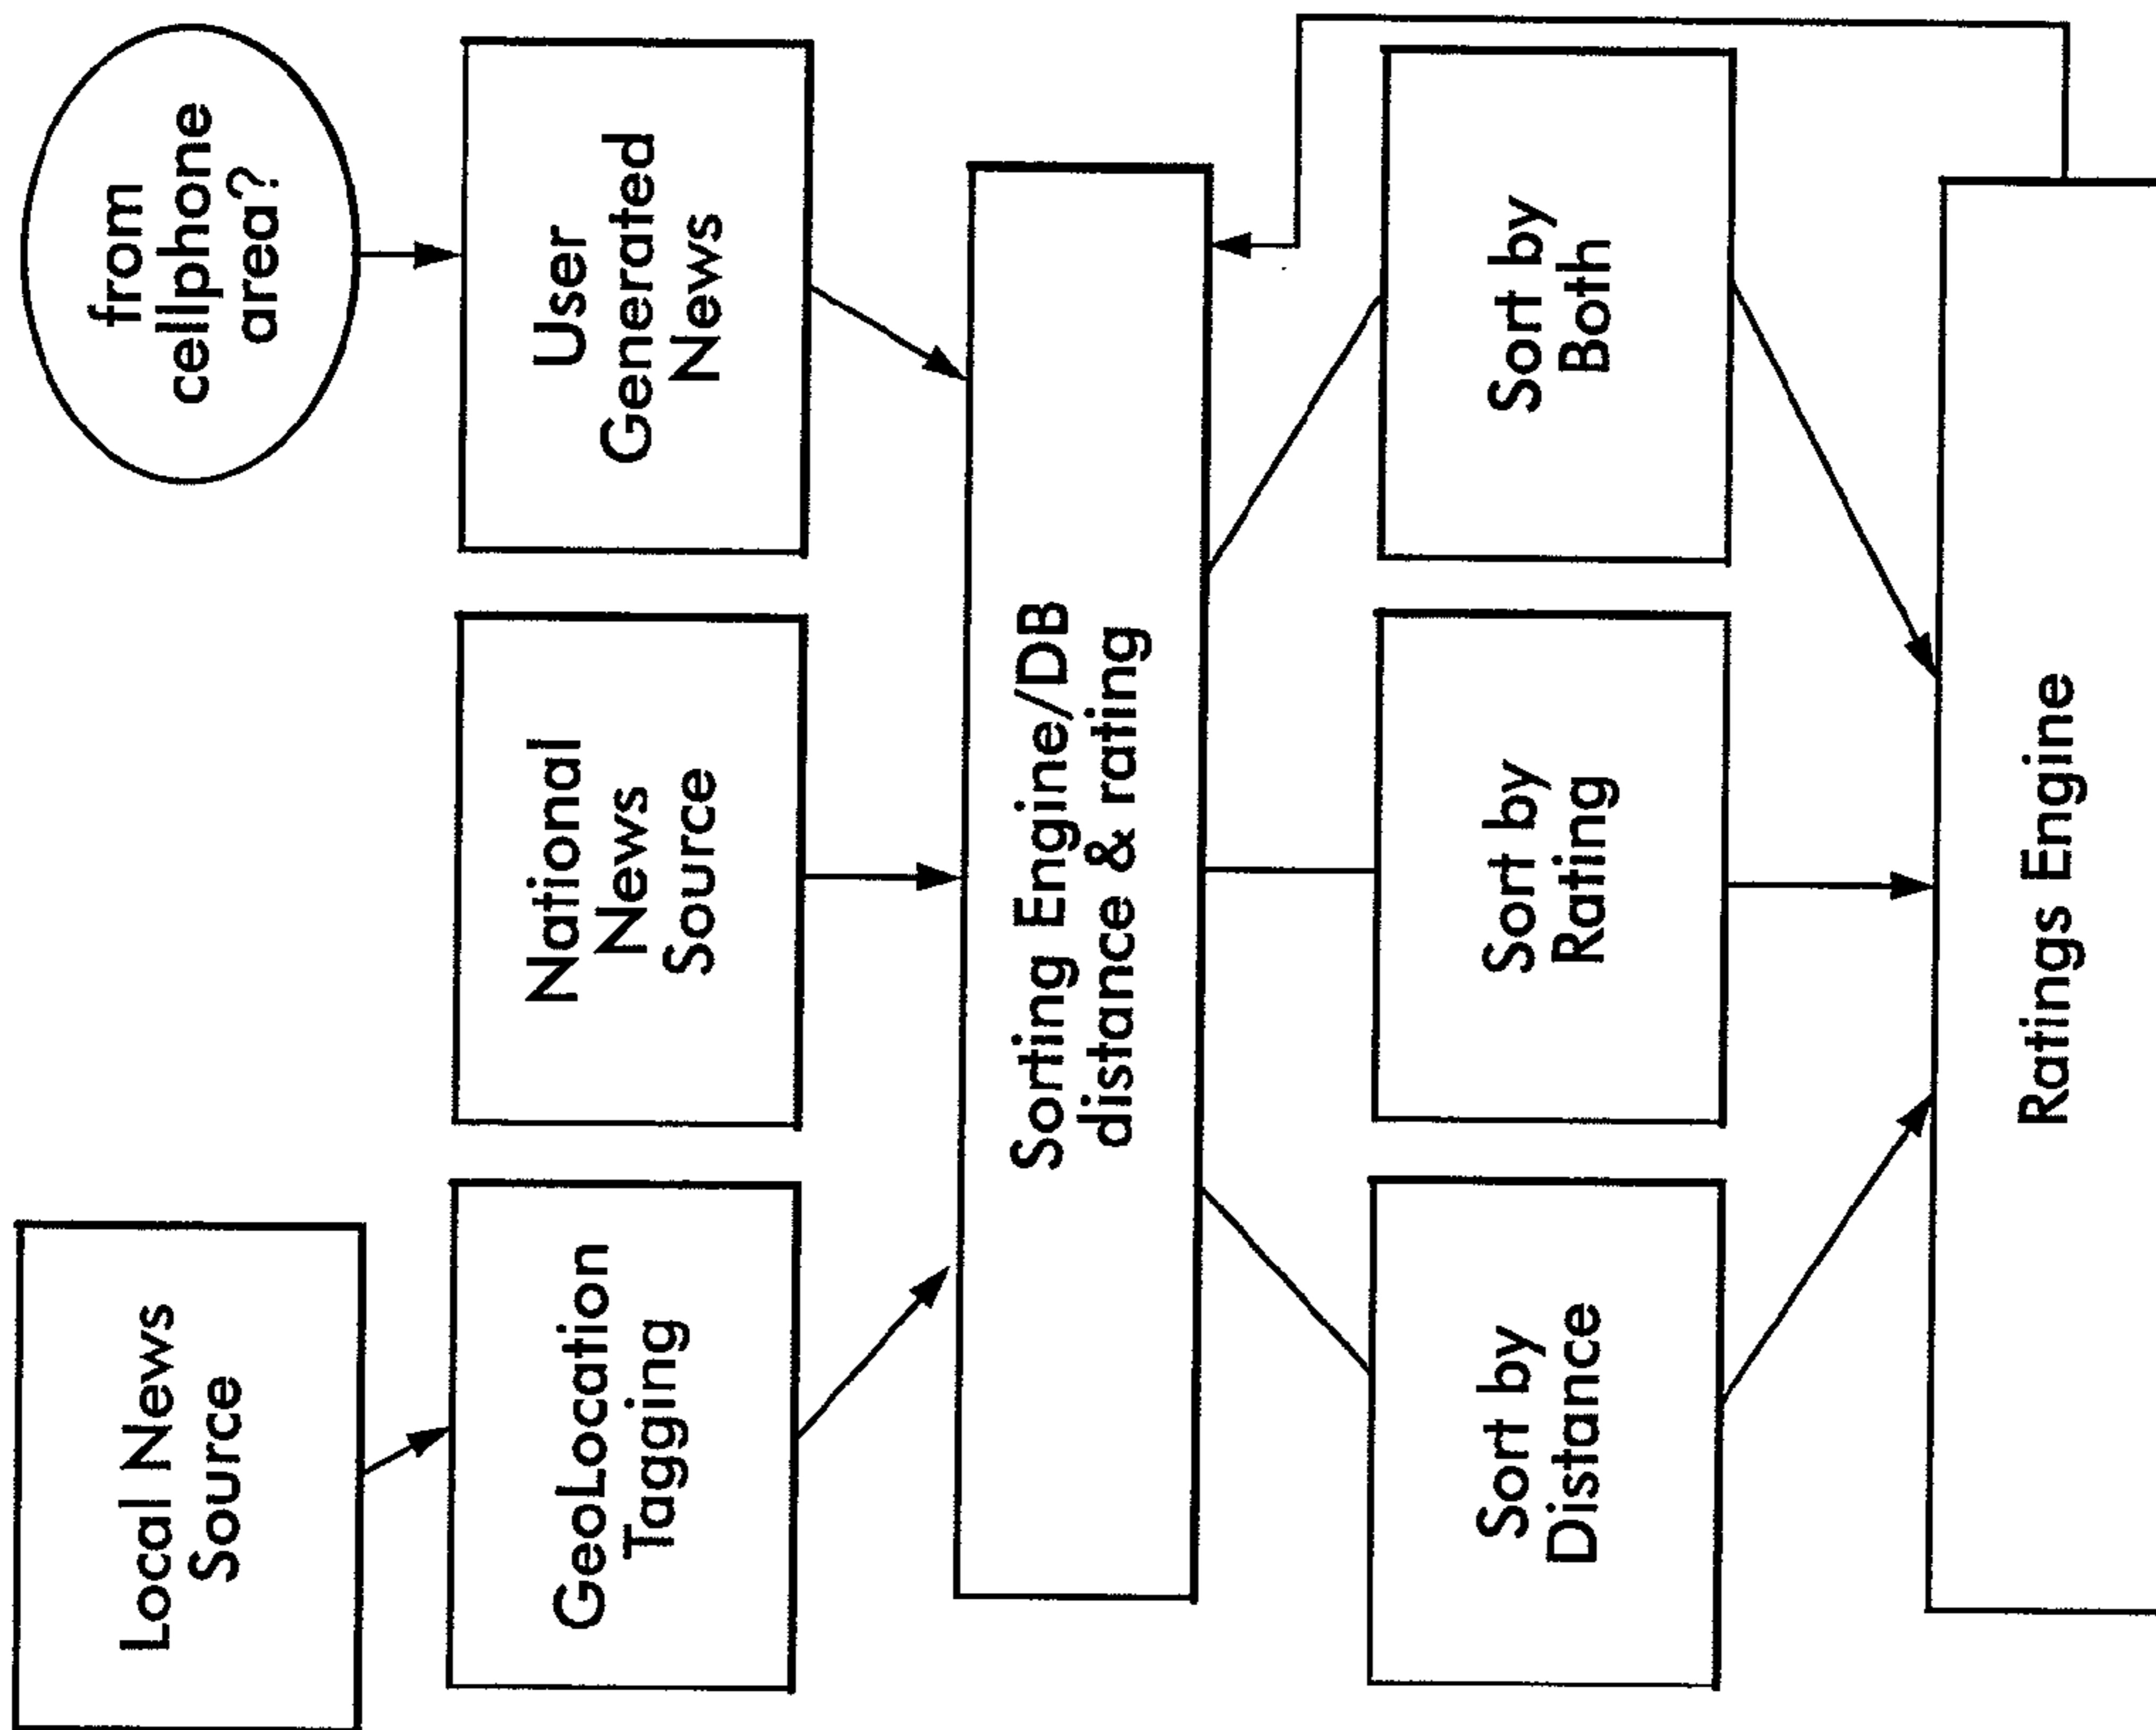 Local News
Source
from
cellphone
area?
GeoLocation
Tagging
National
News
Source
User
Generated
News
Sorting Engine/DB
distance & rating
Sort by
Distance
Sort by
Rating
Sort by
Both
Ratings Engine